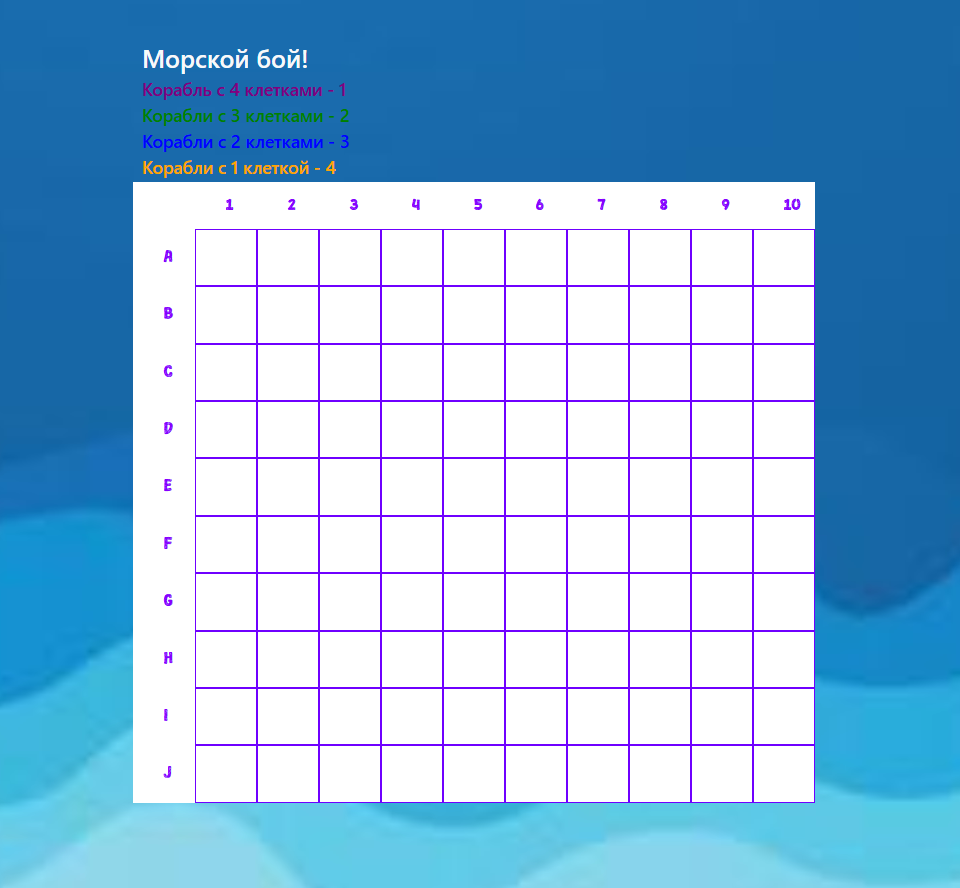 Морской бой!
Корабль с 4 клетками - 1
Корабли с 3 клетками - 2
Корабли с 2 клетками - 3
Корабли с 1 клеткой - 4
1 2 3 4 5 6 7 8 9 10
A
B
C
D
E
F
G
H
I
J